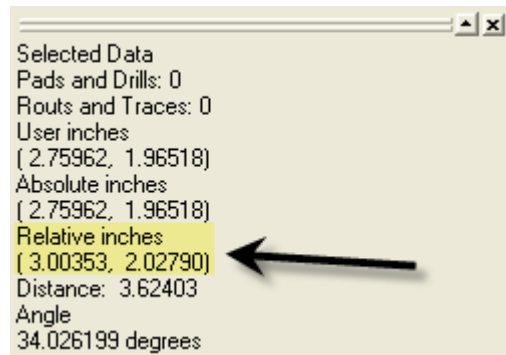 Selected Data
Pads and Drills: 0
Routs and Traces: 0
User inches
( 2.75962, 1.96518)
Absolute inches
( 2.75962, 1.96518)
Relative inches
( 3.00353, 2.02790)
Distance: 3.62403
Angle
34.026199 degrees